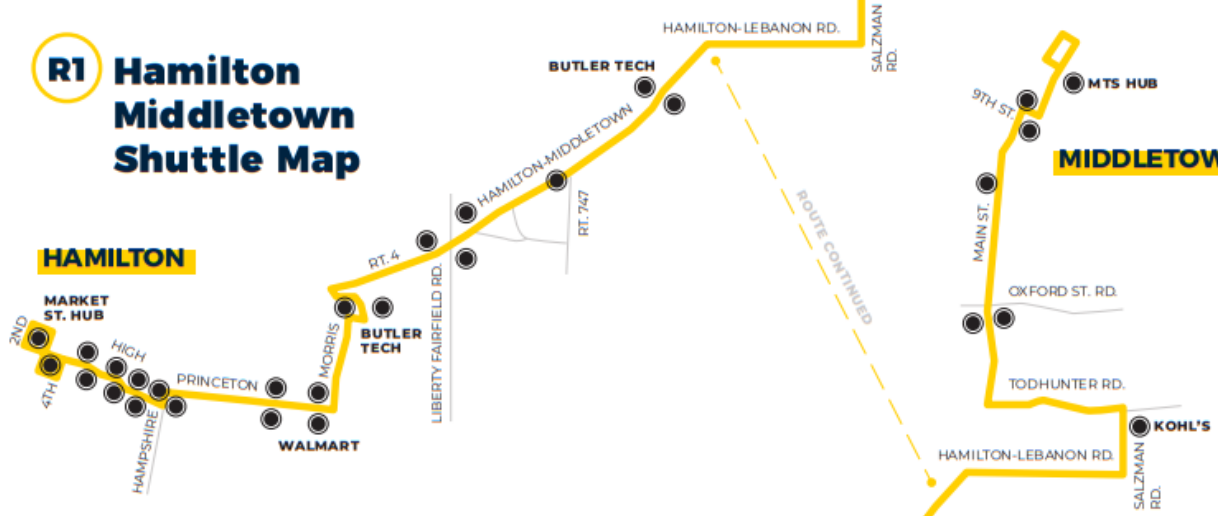 R1
Hamilton
Middletown
Shuttle Map
HAMILTON
MARKET
ST. HUB
2ND
4TH
HIGH
HAMPSHIRE
PRINCETON
WALMART
MORRIS
BUTLER
TECH
RT. 4
LIBERTY FAIRFIELD RD.
HAMILTON-MIDDLETOWN
RT. 747
BUTLER TECH
HAMILTON-LEBANON RD.
SALZMAN
RD.
ROUTE CONTINUED
MTS HUB
9TH ST.
MIDDLETOW
MAIN ST.
OXFORD ST. RD.
TODHUNTER RD.
KOHL'S
HAMILTON-LEBANON RD.
SALZMAN
RD.